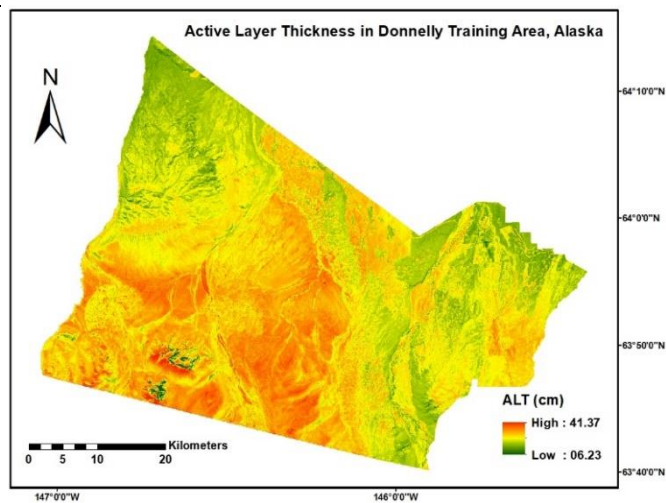 Active Layer Thickness in Donnelly Training Area, Alaska
N
64°10'0"N
64°0'0"N
63°50'0"N
63°40'0"N
ALT (cm)
High : 41.37
Low : 06.23
Kilometers
0 5 10 20
147°0'0"W 146°0'0"W